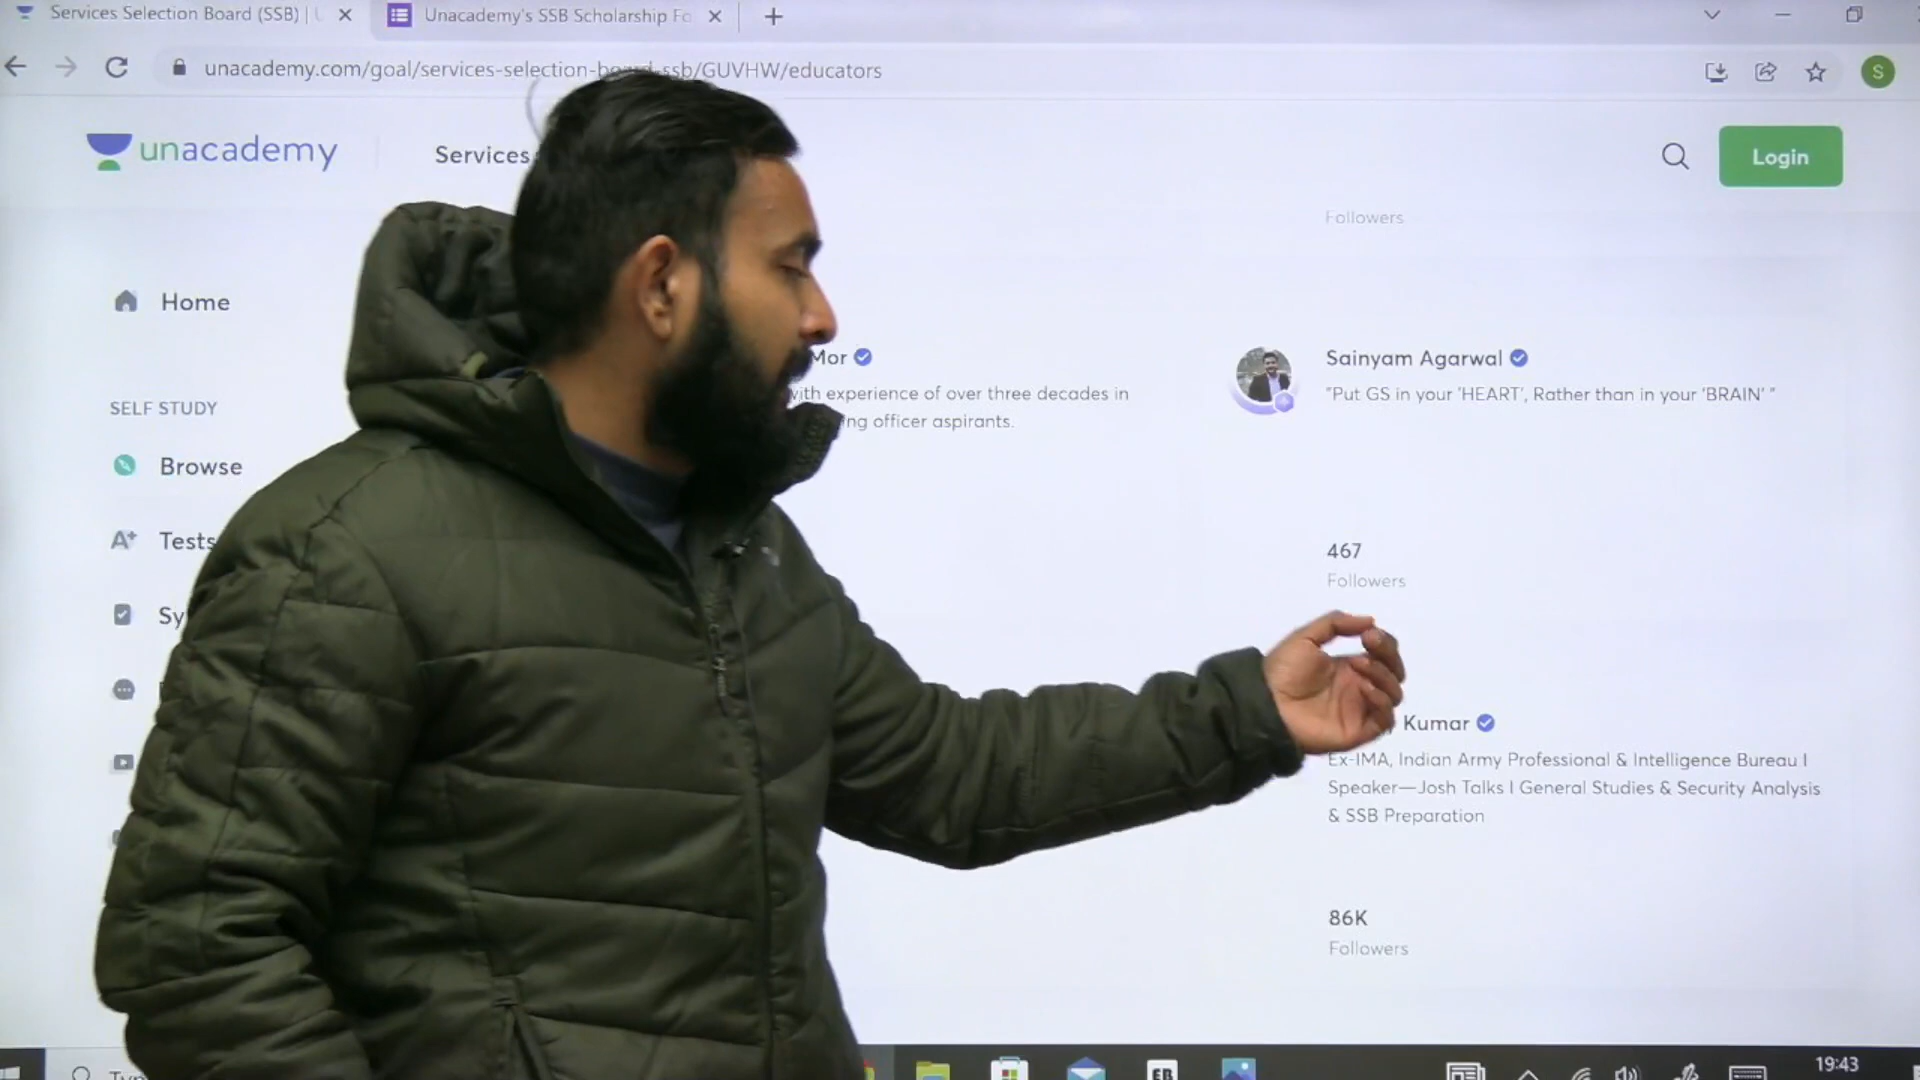 Services Selection Board (SSB) |
Unacademy's SSB Scholarship Fo
unacademy.com/goal/services-selection-board-ssb/GUVHW/educators
S
unacademy
Services
Login
Followers
Home
Mor
Sainyam Agarwal
with experience of over three decades in
"Put GS in your 'HEART', Rather than in your 'BRAIN' "
officer aspirants.
SELF STUDY
Browse
Tests
467
Followers
Kumar
Ex-IMA, Indian Army Professional & Intelligence Bureau I
Speaker—Josh Talks I General Studies & Security Analysis
& SSB Preparation
86K
Followers
EB
19:43